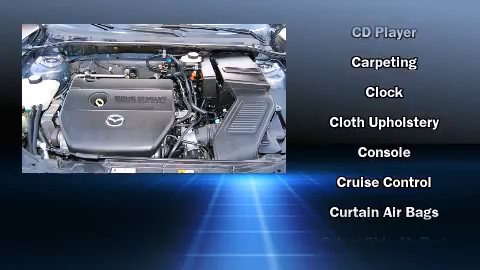 CD Player
Carpeting
Clock
Cloth Upholstery
Console
Cruise Control
Curtain Air Bags